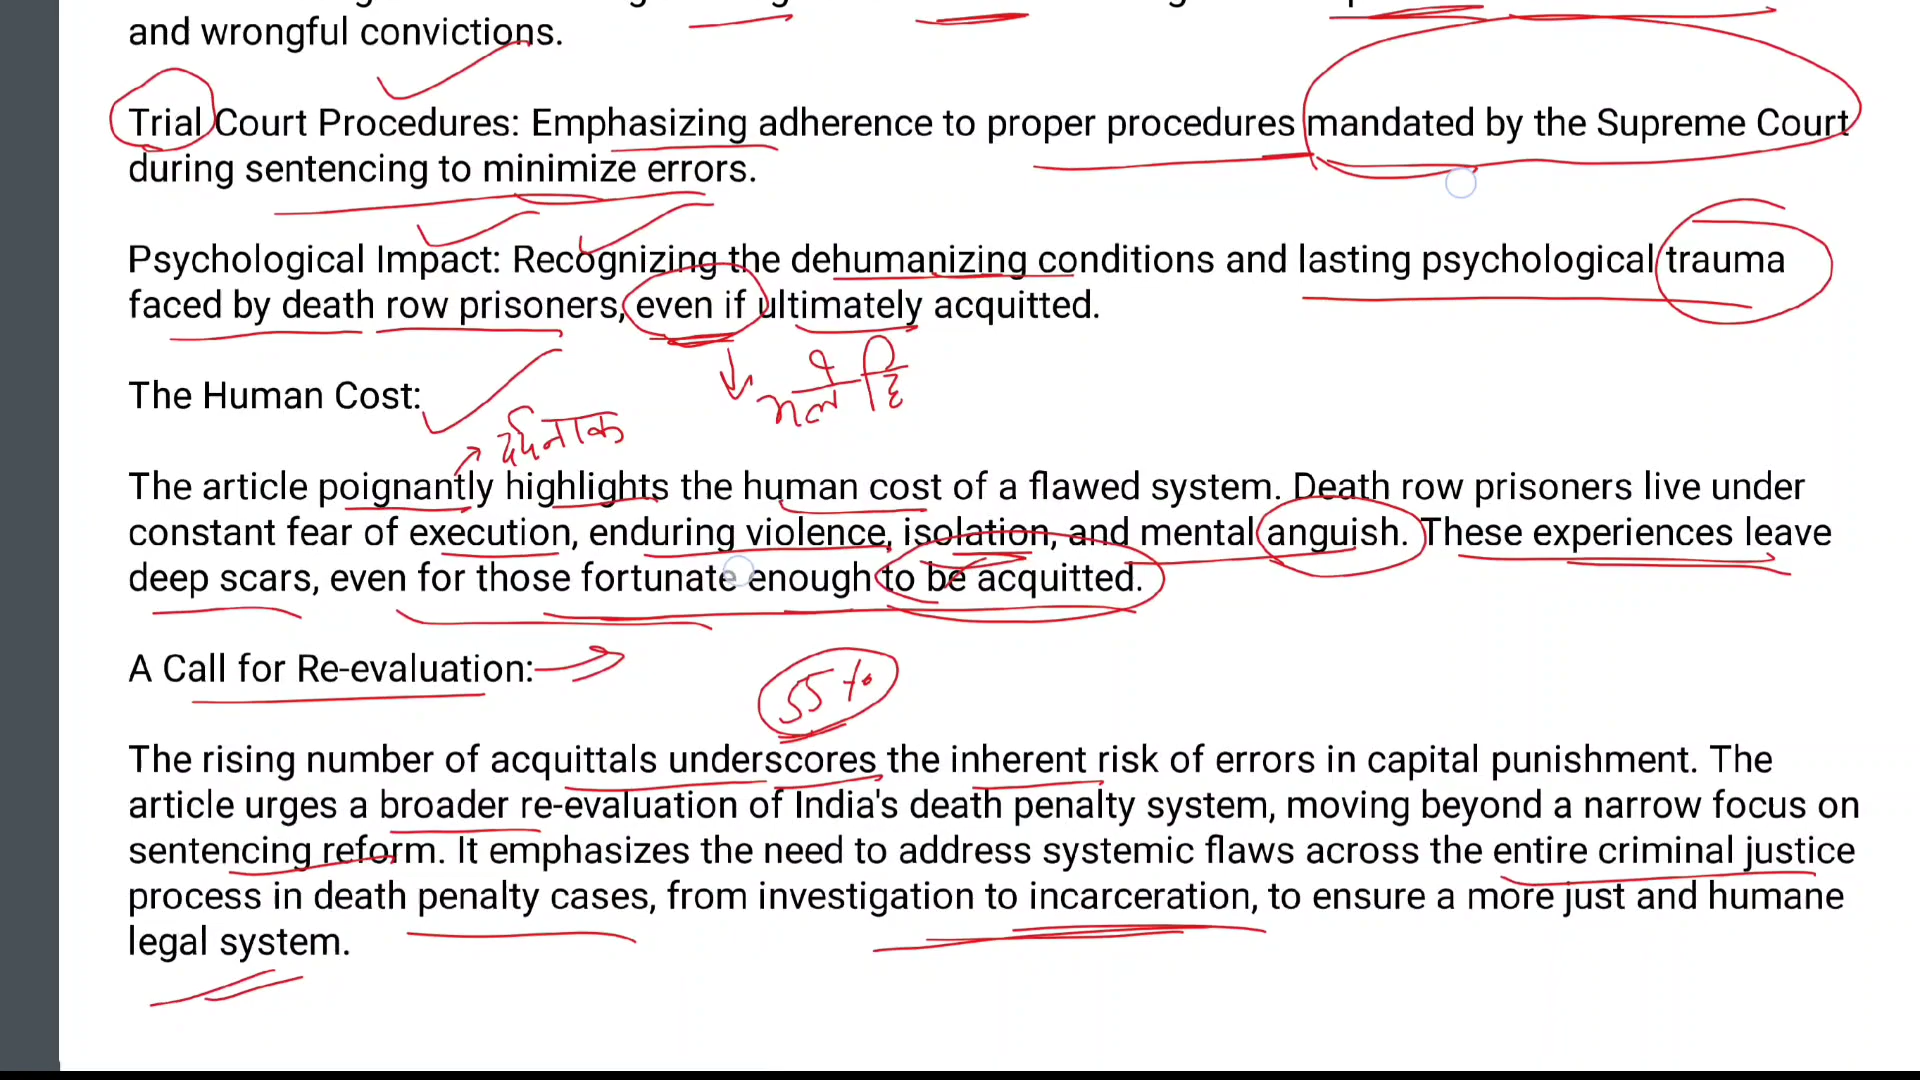 and wrongful convictions.
Trial Court Procedures: Emphasizing adherence to proper procedures mandated by the Supreme Court
during sentencing to minimize errors.
Psychological Impact: Recognizing the dehumanizing conditions and lasting psychological trauma
faced by death row prisoners, even if ultimately acquitted.
The Human Cost:
दर्दनाक
The article poignantly highlights the human cost of a flawed system. Death row prisoners live under
constant fear of execution, enduring violence, isolation, and mental anguish. These experiences leave
deep scars, even for those fortunate enough to be acquitted.
A Call for Re-evaluation:
55%
The rising number of acquittals underscores the inherent risk of errors in capital punishment. The
article urges a broader re-evaluation of India's death penalty system, moving beyond a narrow focus on
sentencing reform. It emphasizes the need to address systemic flaws across the entire criminal justice
process in death penalty cases, from investigation to incarceration, to ensure a more just and humane
legal system.